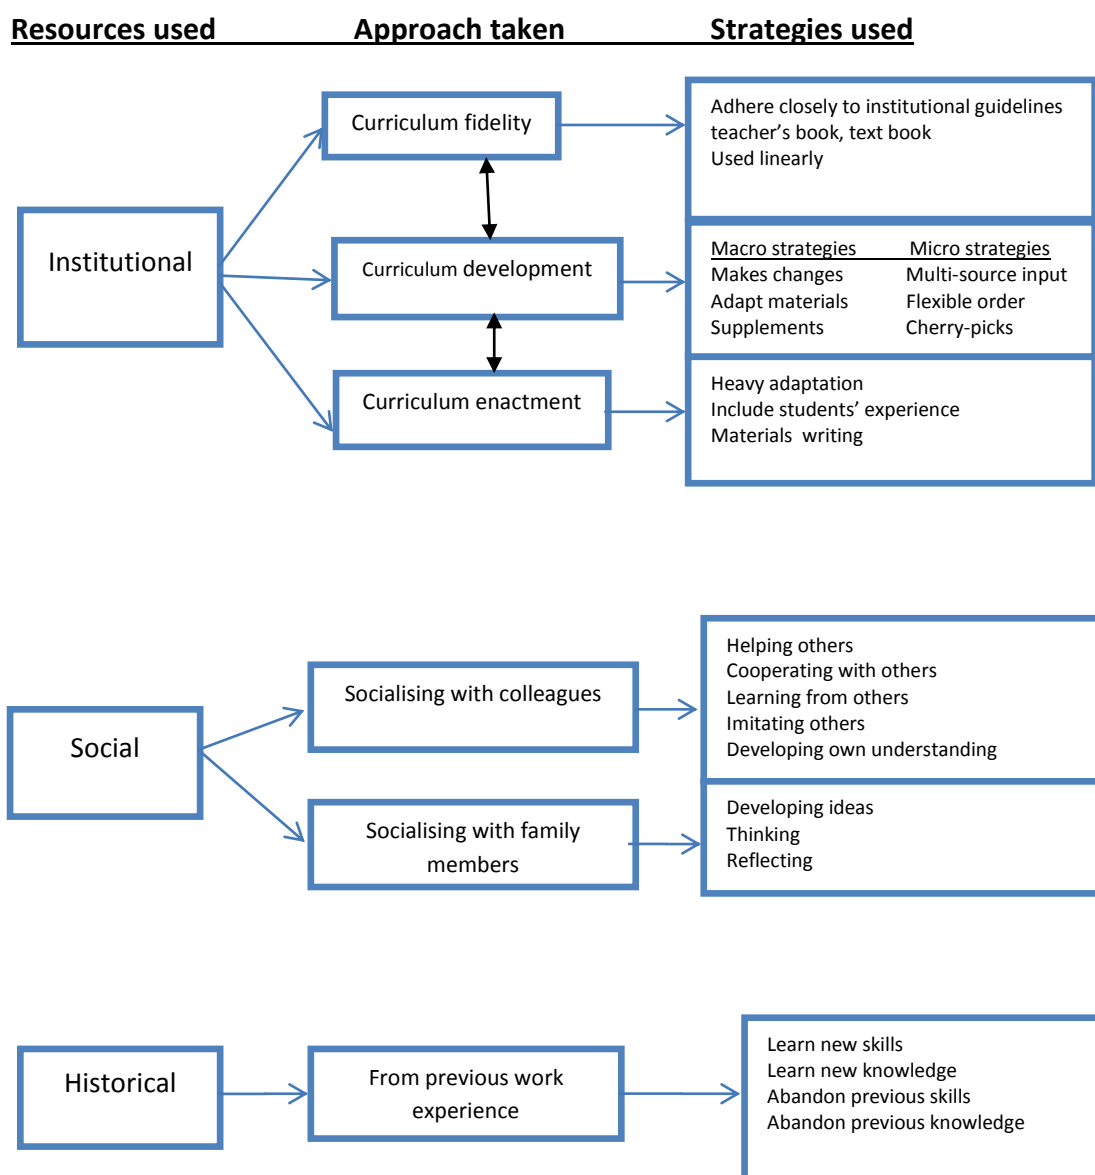 Resources used Approach taken Strategies used
Institutional
Curriculum fidelity
Adhere closely to institutional guidelines
teacher’s book, text book
Used linearly
Curriculum development
Macro strategies Micro strategies
Makes changes Multi-source input
Adapt materials Flexible order
Supplements Cherry-picks
Curriculum enactment
Heavy adaptation
Include students’ experience
Materials writing
Social
Socialising with colleagues
Helping others
Cooperating with others
Learning from others
Imitating others
Developing own understanding
Socialising with family
members
Developing ideas
Thinking
Reflecting
Historical
From previous work
experience
Learn new skills
Learn new knowledge
Abandon previous skills
Abandon previous knowledge